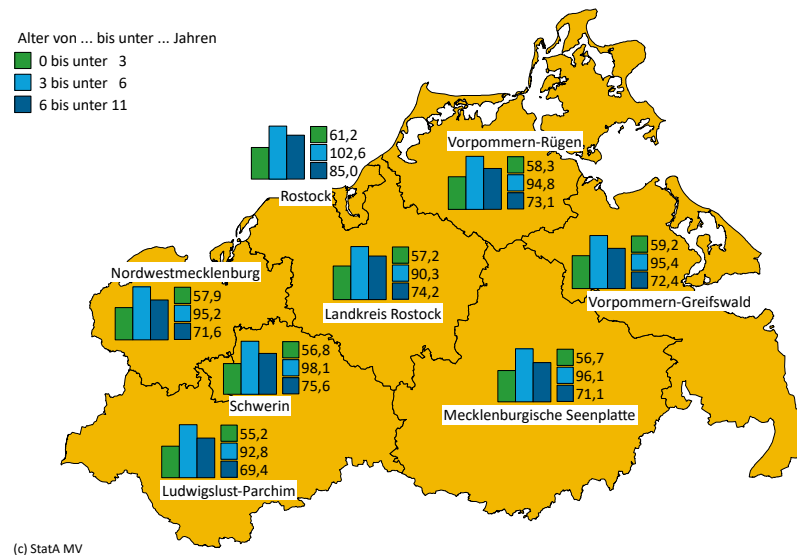 Alter von ... bis unter ... Jahren
0 bis unter 3
3 bis unter 6
6 bis unter 11
61,2
102,6
85,0
Rostock
Vorpommern-Rügen
58,3
94,8
73,1
59,2
95,4
72,4
Vorpommern-Greifswald
57,2
90,3
74,2
Landkreis Rostock
Nordwestmecklenburg
57,9
95,2
71,6
56,8
98,1
75,6
Schwerin
56,7
96,1
71,1
Mecklenburgische Seenplatte
55,2
92,8
69,4
Ludwigslust-Parchim
(c) StatA MV